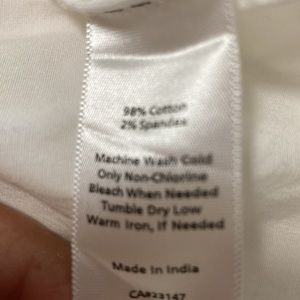 98% Cotton
2% Spandex
Machine Wash Cold
Only Non-Chlorine
Bleach When Needed
Tumble Dry Low
Warm Iron, If Needed
Made In India
CA#23147